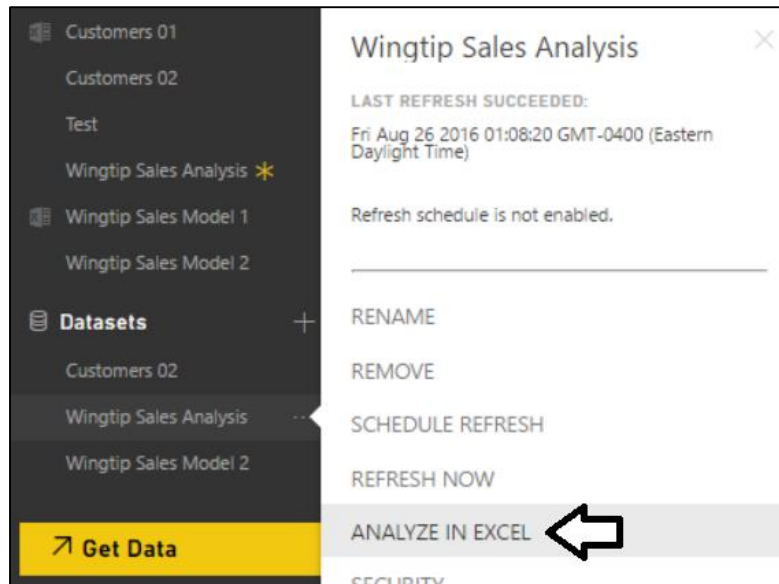 Customers 01
Customers 02
Test
Wingtip Sales Analysis
Wingtip Sales Model 1
Wingtip Sales Model 2
Datasets
Customers 02
Wingtip Sales Analysis ...
Wingtip Sales Model 2
Get Data
Wingtip Sales Analysis
LAST REFRESH SUCCEEDED:
Fri Aug 26 2016 01:08:20 GMT-0400 (Eastern
Daylight Time)
Refresh schedule is not enabled.
RENAME
REMOVE
SCHEDULE REFRESH
REFRESH NOW
ANALYZE IN EXCEL
SECURITY